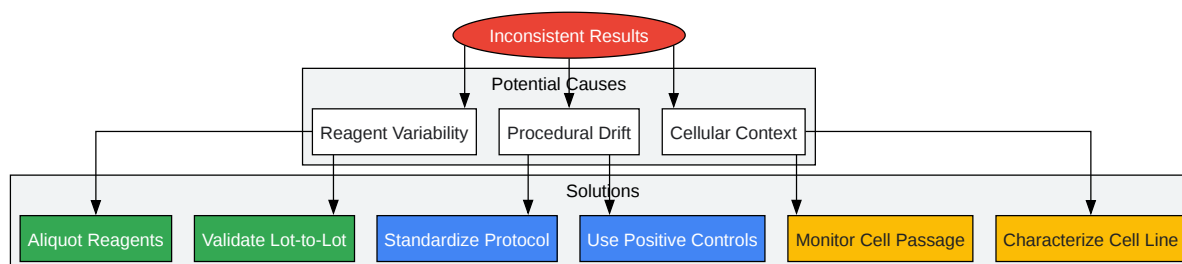 Inconsistent Results
Potential Causes
Reagent Variability
Procedural Drift
Cellular Context
Solutions
Aliquot Reagents
Validate Lot-to-Lot
Standardize Protocol
Use Positive Controls
Monitor Cell Passage
Characterize Cell Line